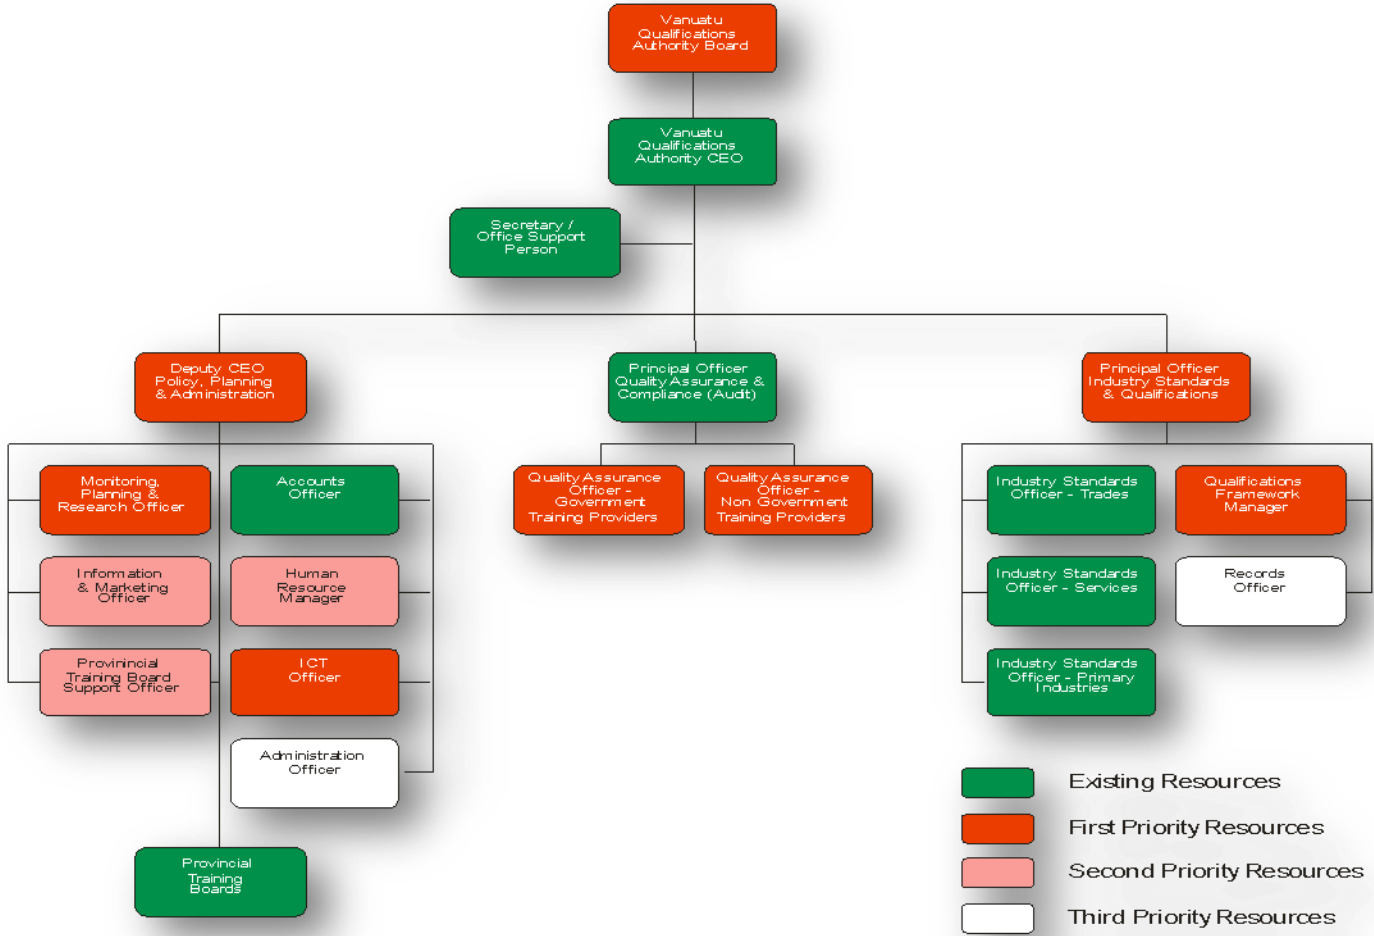 Vanuatu
Qualifications
Authority Board
Vanuatu
Qualifications
Authority CEO
Secretary /
Office Support
Person
Deputy CEO
Policy, Planning
& Administration
Principal Officer
Quality Assurance &
Compliance (Audit)
Principal Officer
Industry Standards
& Qualifications
Monitoring,
Planning &
Research Officer
Accounts
Officer
Quality Assurance
Officer -
Government
Training Providers
Quality Assurance
Officer -
Non Government
Training Providers
Industry Standards
Officer - Trades
Qualifications
Framework
Manager
Information
& Marketing
Officer
Human
Resource
Manager
Industry Standards
Officer - Services
Records
Officer
Provinincial
Training Board
Support Officer
ICT
Officer
Industry Standards
Officer - Primary
Industries
Administration
Officer
Provincial
Training
Boards
Existing Resources
First Priority Resources
Second Priority Resources
Third Priority Resources